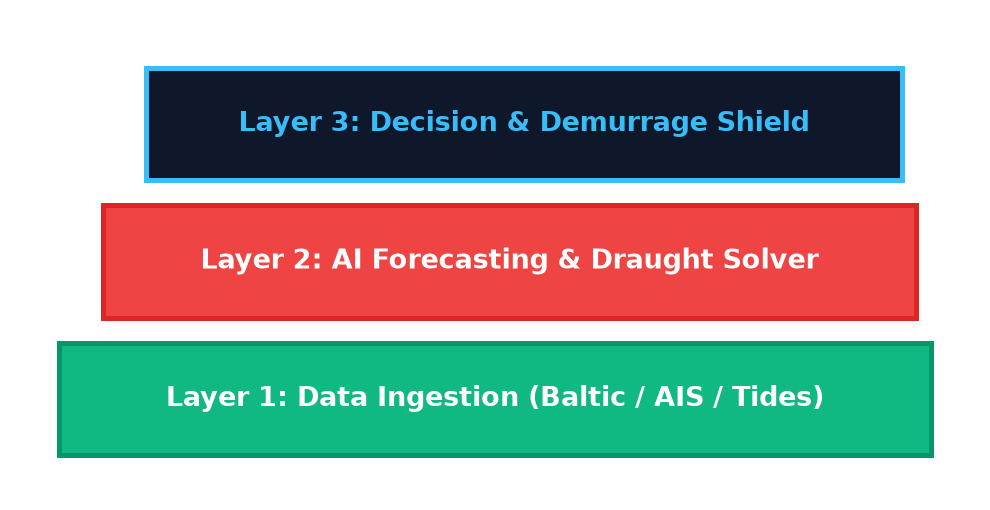 Layer 3: Decision & Demurrage Shield
Layer 2: AI Forecasting & Draught Solver
Layer 1: Data Ingestion (Baltic / AIS / Tides)